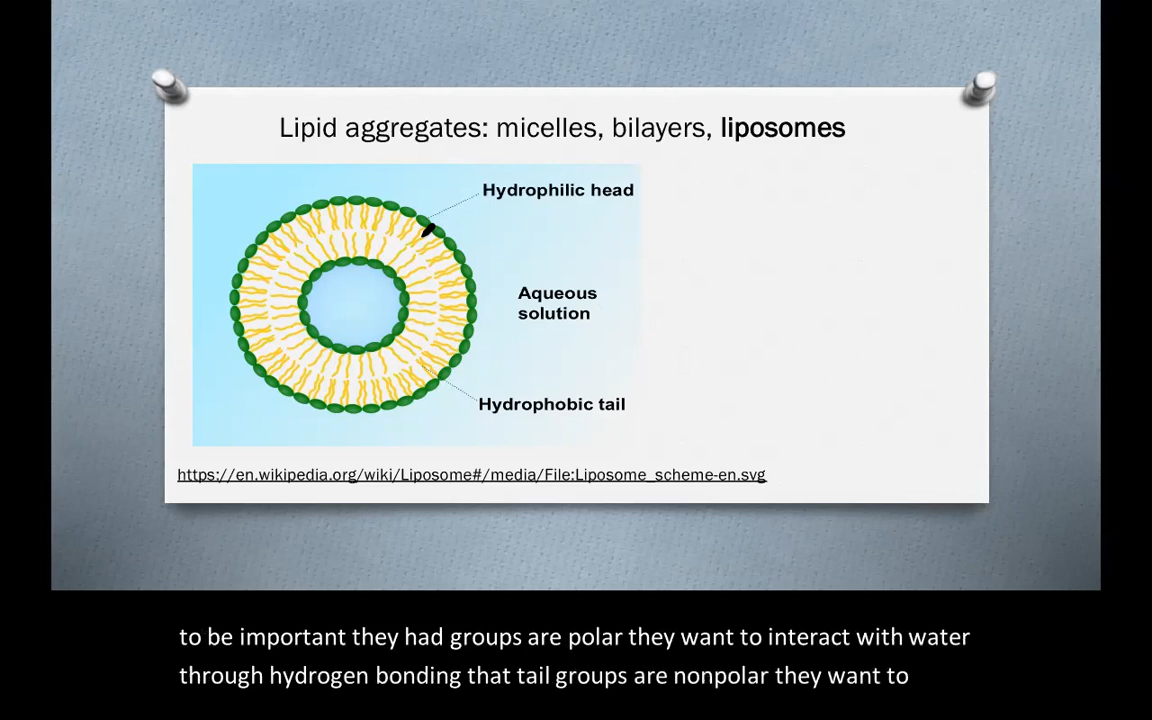 Lipid aggregates: micelles, bilayers, liposomes
Hydrophilic head
Aqueous
solution
Hydrophobic tail
https://en.wikipedia.org/wiki/Liposome#/media/File:Liposome_scheme-en.svg
to be important they had groups are polar they want to interact with water
through hydrogen bonding that tail groups are nonpolar they want to